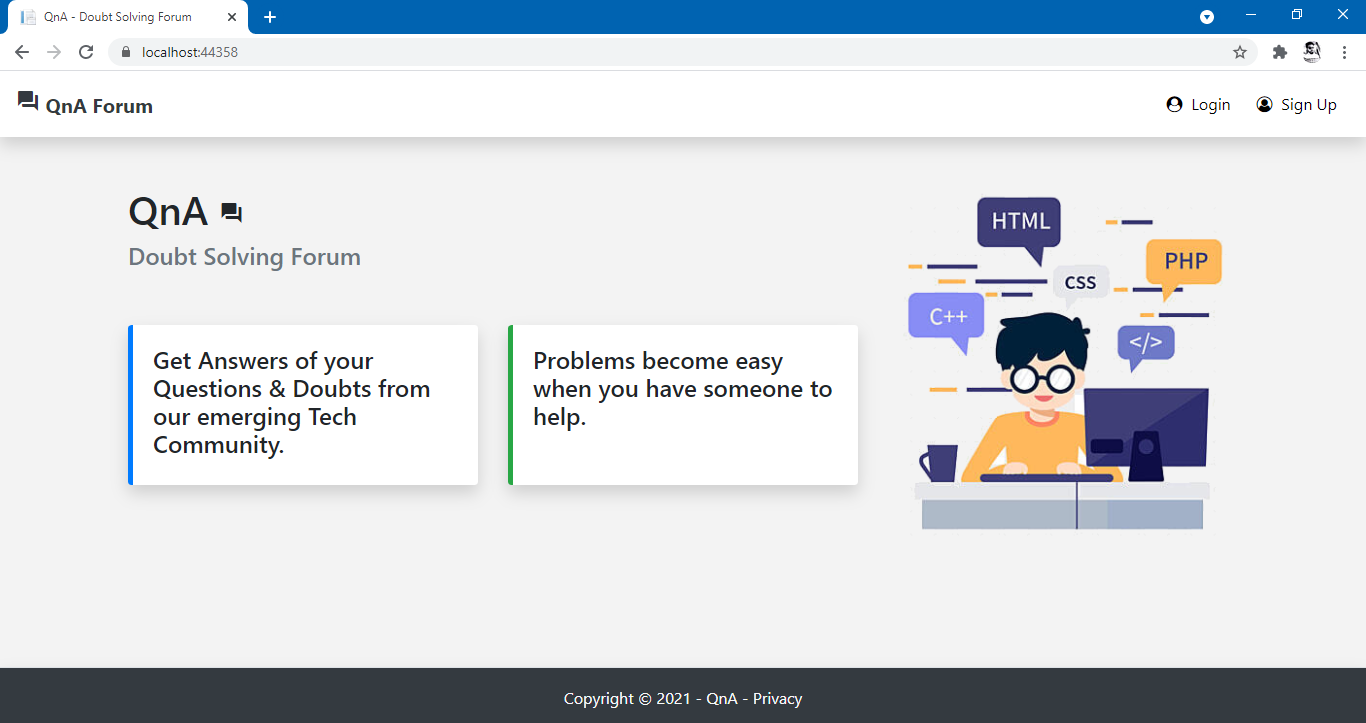 QnA - Doubt Solving Forum
localhost:44358
QnA Forum
Login
Sign Up
QnA
Doubt Solving Forum
Get Answers of your
Questions & Doubts from
our emerging Tech
Community.
Problems become easy
when you have someone to
help.
HTML
PHP
CSS
C++
</>
Copyright © 2021 - QnA - Privacy